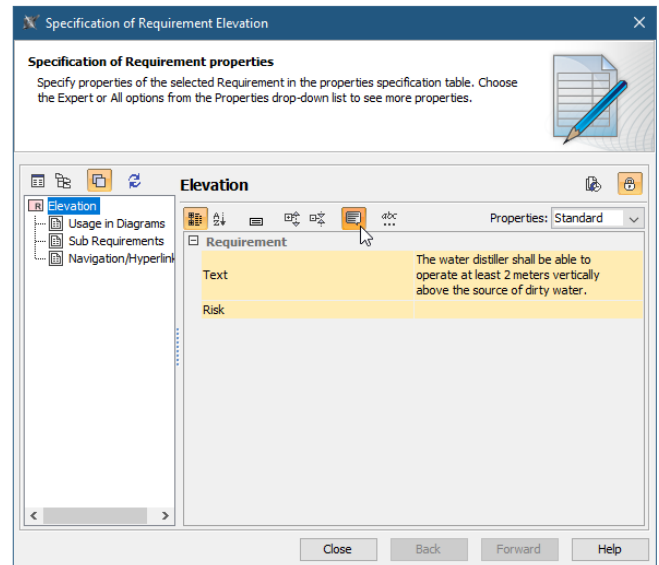 Specification of Requirement Elevation
Specification of Requirement properties
Specify properties of the selected Requirement in the properties specification table. Choose
the Expert or All options from the Properties drop-down list to see more properties.
Elevation
R Elevation
Usage in Diagrams
Sub Requirements
Navigation/Hyperlink
abc
Properties: Standard
Requirement
Text
The water distiller shall be able to
operate at least 2 meters vertically
above the source of dirty water.
Risk
Close
Back
Forward
Help